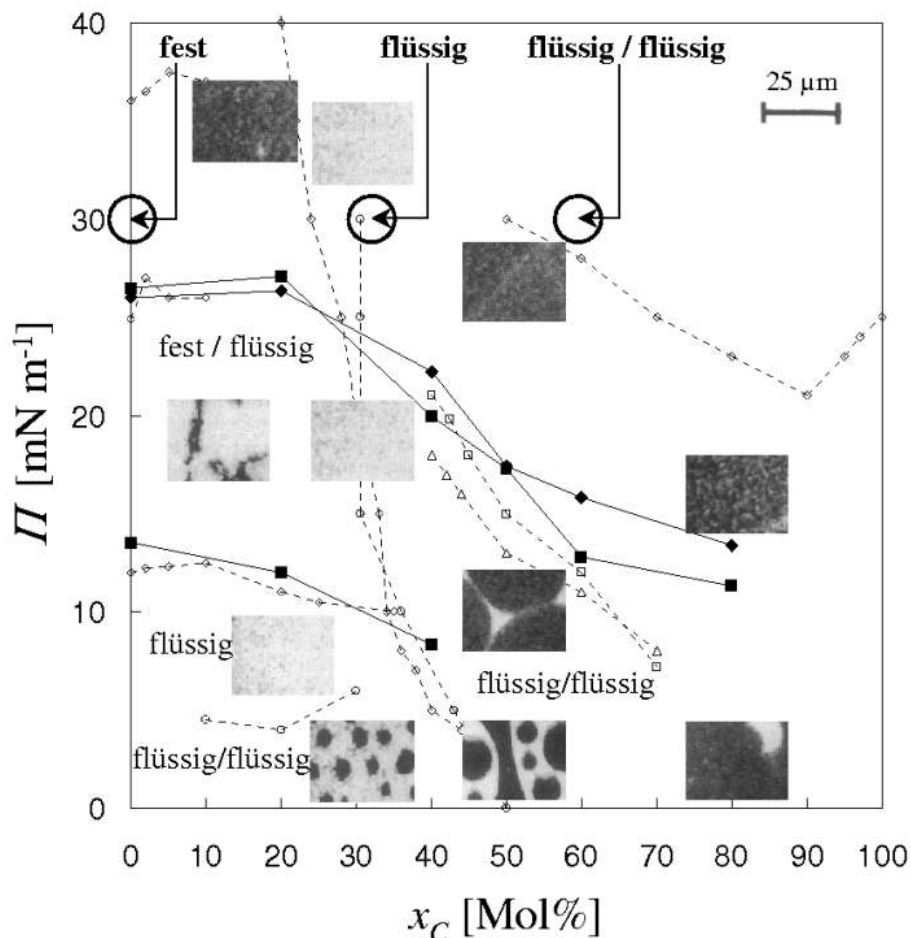 fest
flüssig
flüssig / flüssig
25 µm
40
30
20
10
0
Π [mN m⁻¹]
fest / flüssig
flüssig
flüssig/flüssig
flüssig/flüssig
0 10 20 30 40 50 60 70 80 90 100
x_C [Mol%]